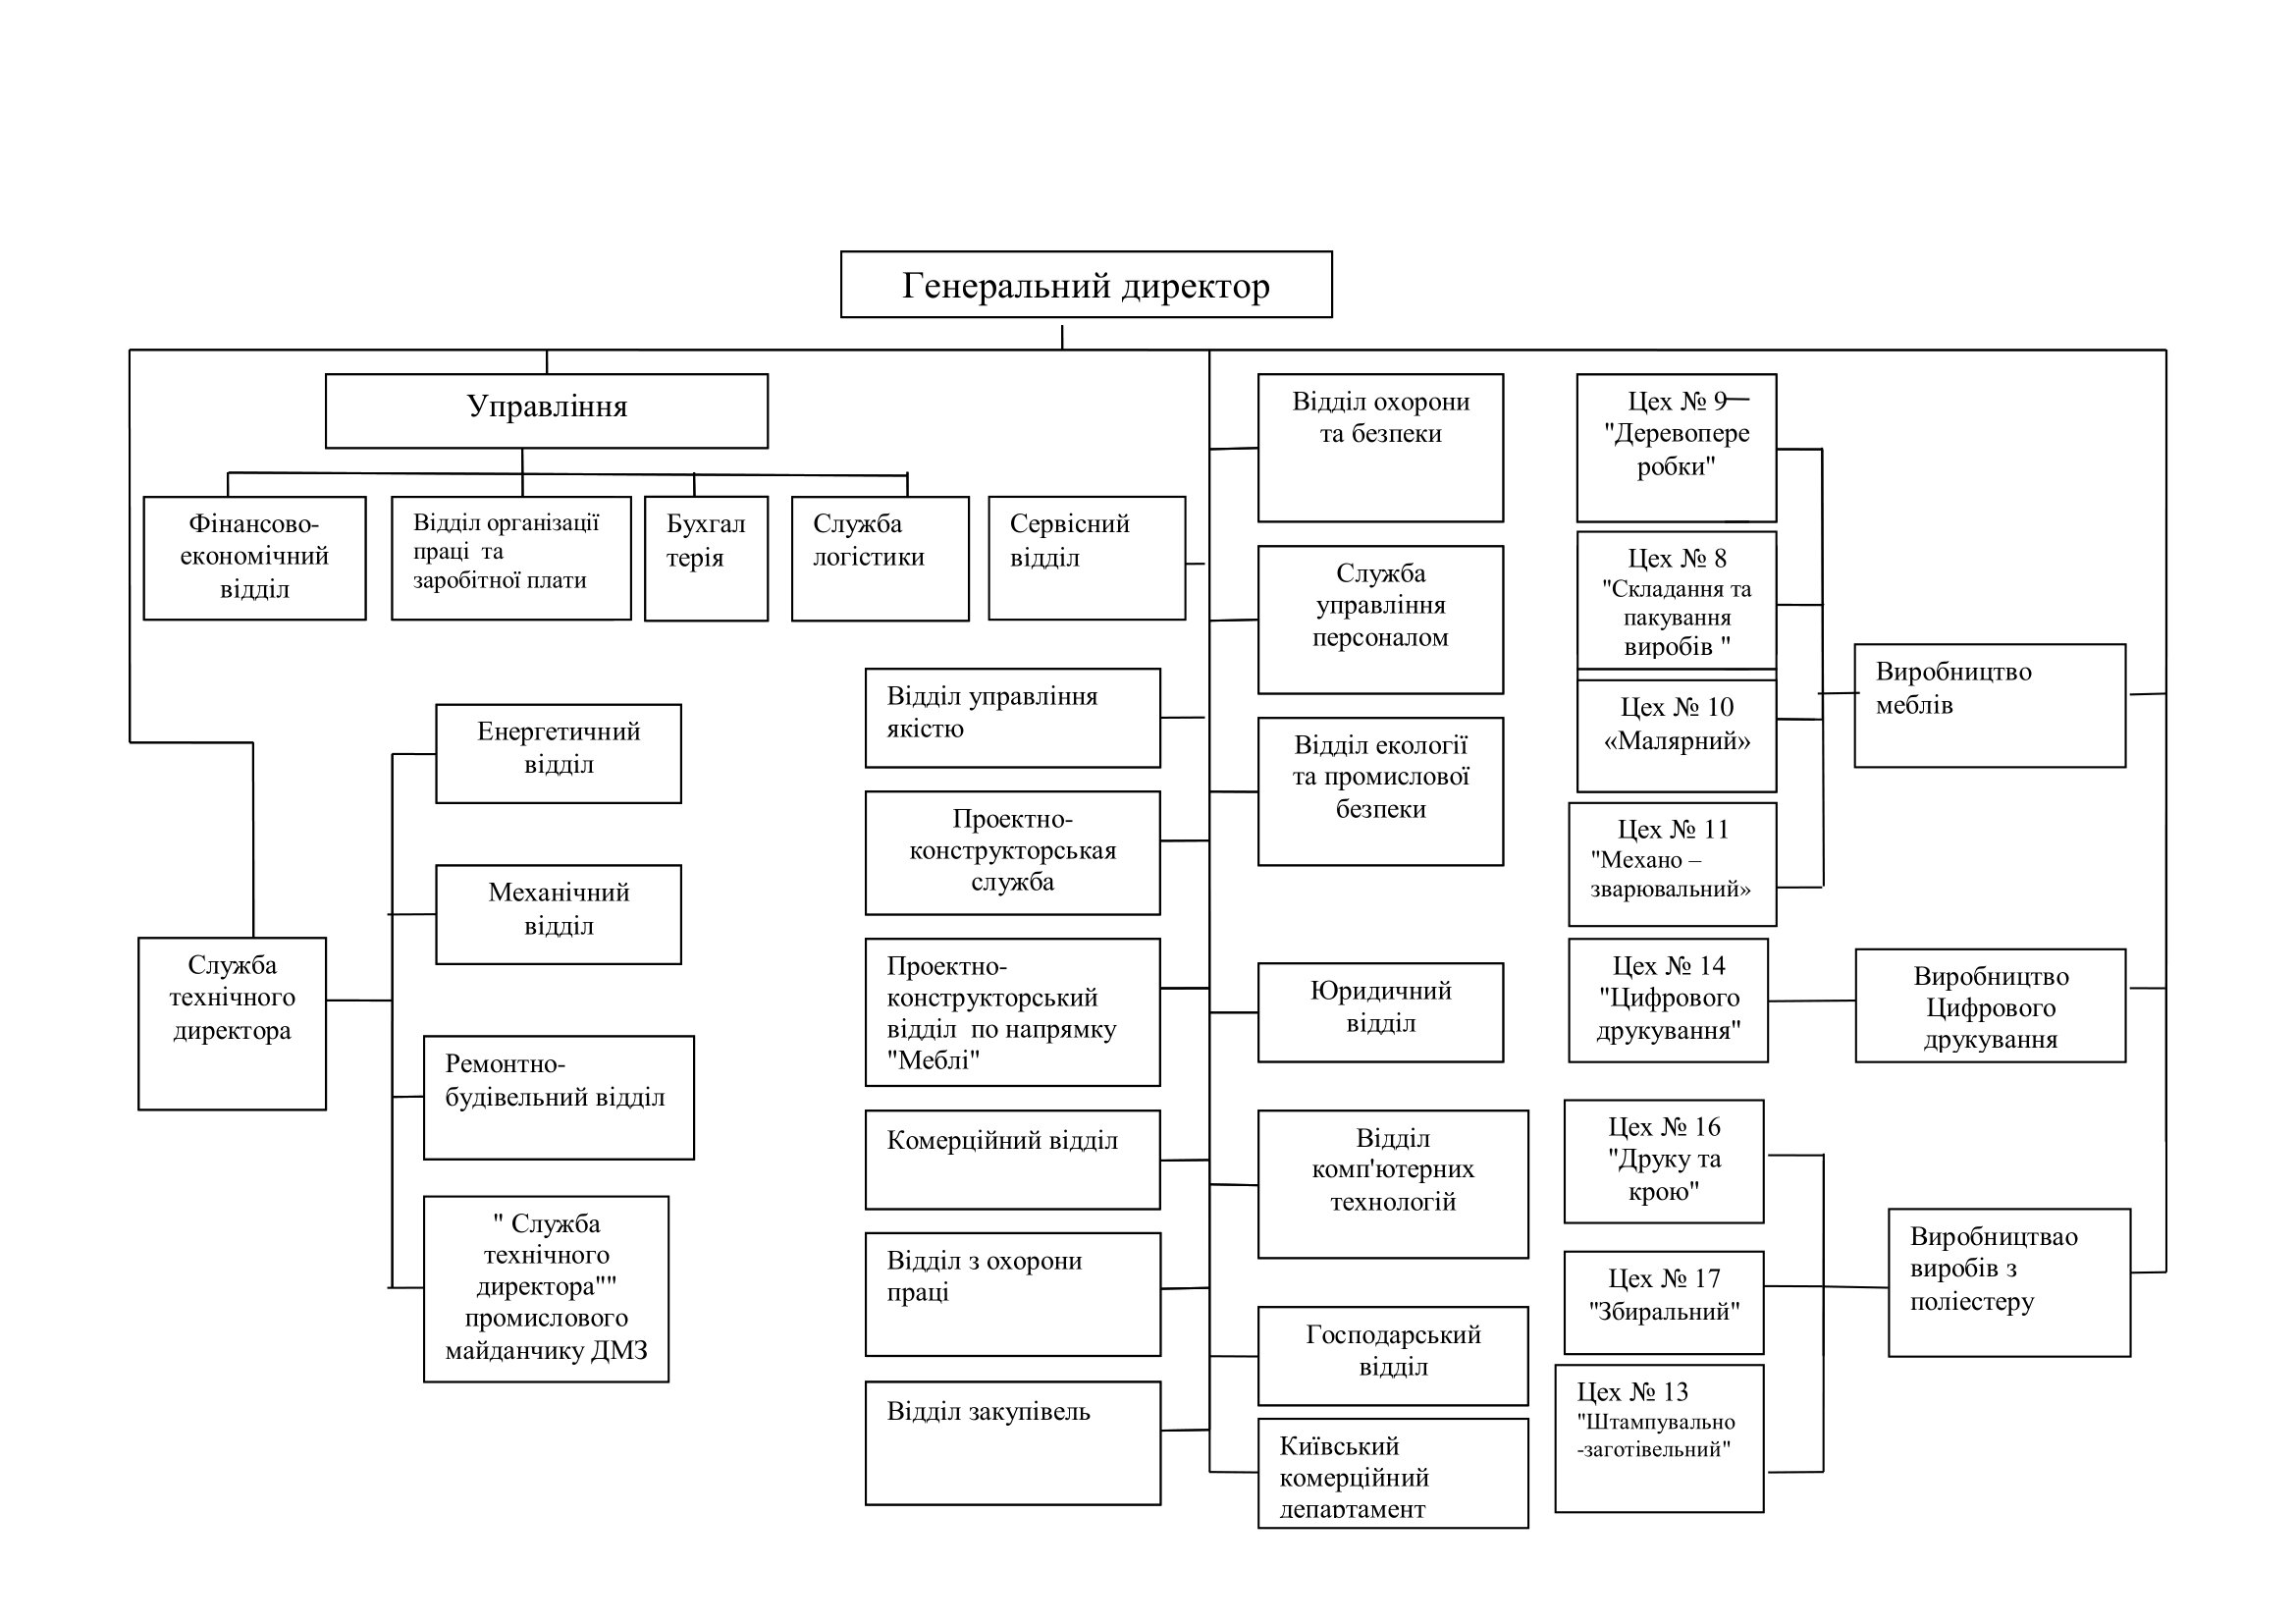 Генеральний директор
Управління
Фінансово-
економічний
відділ
Відділ організації
праці  та
заробітної плати
Бухгал
терія
Служба
логістики
Сервісний
відділ
Відділ охорони
та безпеки
Служба
управління
персоналом
Відділ екології
та промислової
безпеки
Юридичний
відділ
Відділ
комп'ютерних
технологій
Господарський
відділ
Київський
комерційний
департамент
Відділ управління
якістю
Проектно-
конструкторськая
служба
Проектно-
конструкторський
відділ  по напрямку
"Меблі"
Комерційний відділ
Відділ з охорони
праці
Відділ закупівель
Служба
технічного
директора
Енергетичний
відділ
Механічний
відділ
Ремонтно-
будівельний відділ
" Служба
технічного
директора""
промислового
майданчику ДМЗ
Цех № 9
"Деревопере
робки"
Цех № 8
"Складання та
пакування
виробів "
Цех № 10
«Малярний»
Цех № 11
"Механо –
зварювальний»
Виробництво
меблів
Цех № 14
"Цифрового
друкування"
Виробництво
Цифрового
друкування
Цех № 16
"Друку та
крою"
Цех № 17
"Збиральний"
Цех № 13
"Штампувально
-заготівельний"
Виробництвао
виробів з
поліестеру